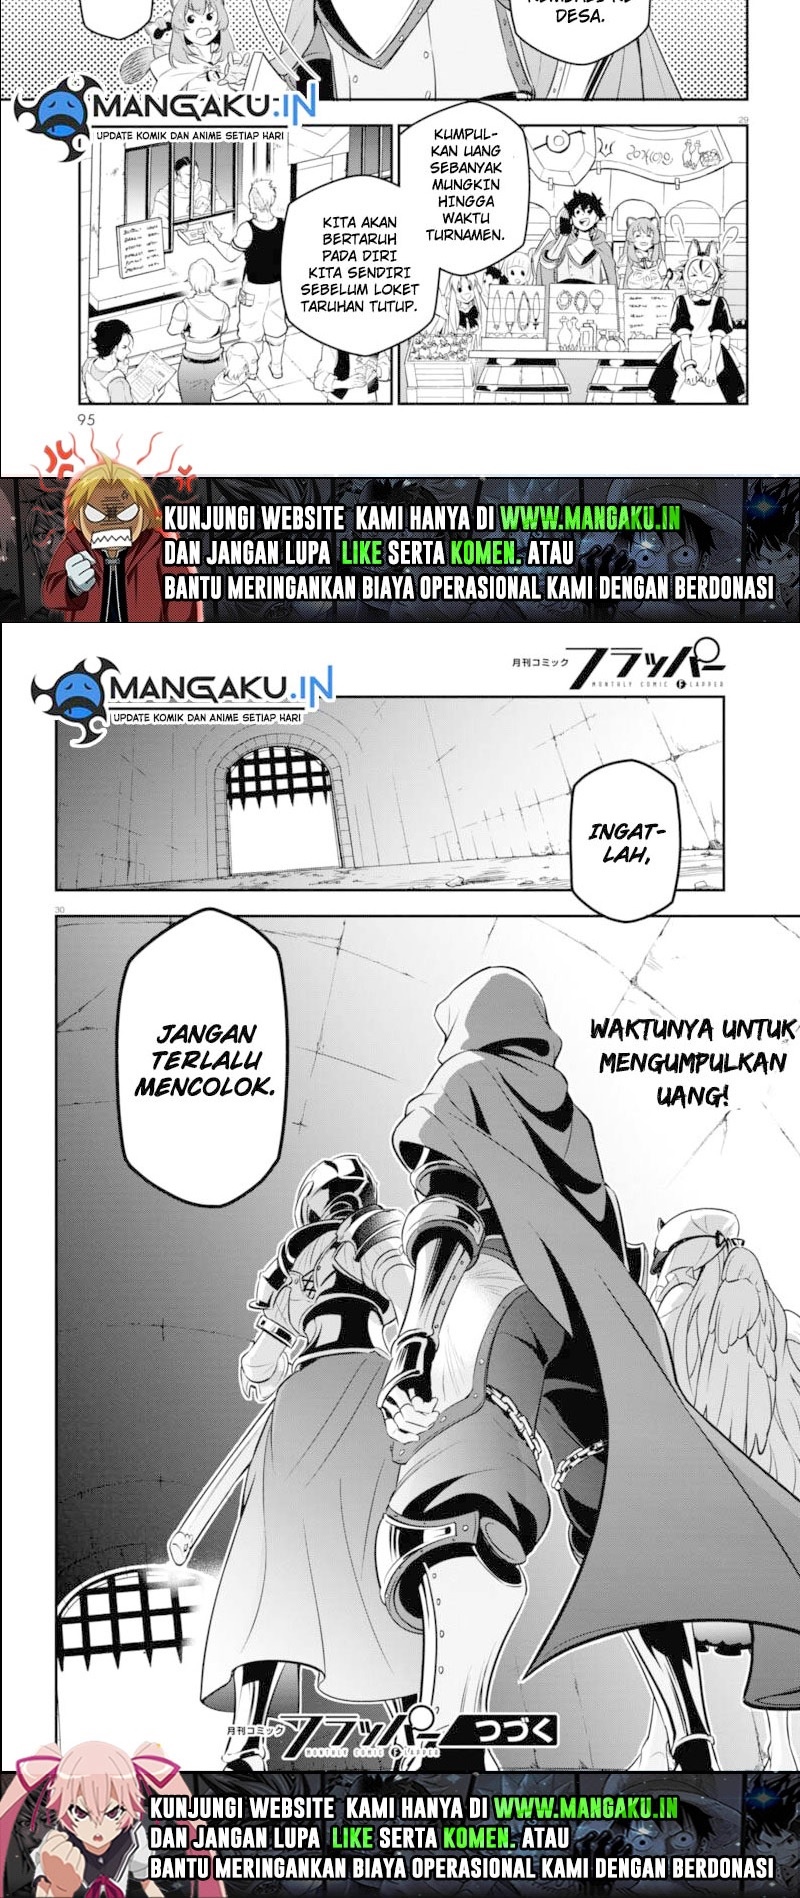 DESA.
MANGAKU.IN
UPDATE KOMIK DAN ANIME SETIAP HARI
29
KUMPUL-
KAN UANG
SEBANYAK
MUNGKIN
HINGGA
WAKTU
TURNAMEN.
KITA AKAN
BERTARUH
PADA DIRI
KITA SENDIRI
SEBELUM LOKET
TARUHAN TUTUP.
95
KUNJUNGI WEBSITE KAMI HANYA DI WWW.MANGAKU.IN
DAN JANGAN LUPA LIKE SERTA KOMEN. ATAU
BANTU MERINGANKAN BIAYA OPERASIONAL KAMI DENGAN BERDONASI
月刊コミック フラッパー
MONTHLY COMIC FLAPPER
MANGAKU.IN
UPDATE KOMIK DAN ANIME SETIAP HARI
INGAT-
LAH,
30
JANGAN
TERLALU
MENCOLOK.
WAKTUNYA UNTUK
MENGUMPULKAN
UANG!
月刊コミック フラッパー つづく
MONTHLY COMIC FLAPPER
KUNJUNGI WEBSITE KAMI HANYA DI WWW.MANGAKU.IN
DAN JANGAN LUPA LIKE SERTA KOMEN. ATAU
BANTU MERINGANKAN BIAYA OPERASIONAL KAMI DENGAN BERDONASI